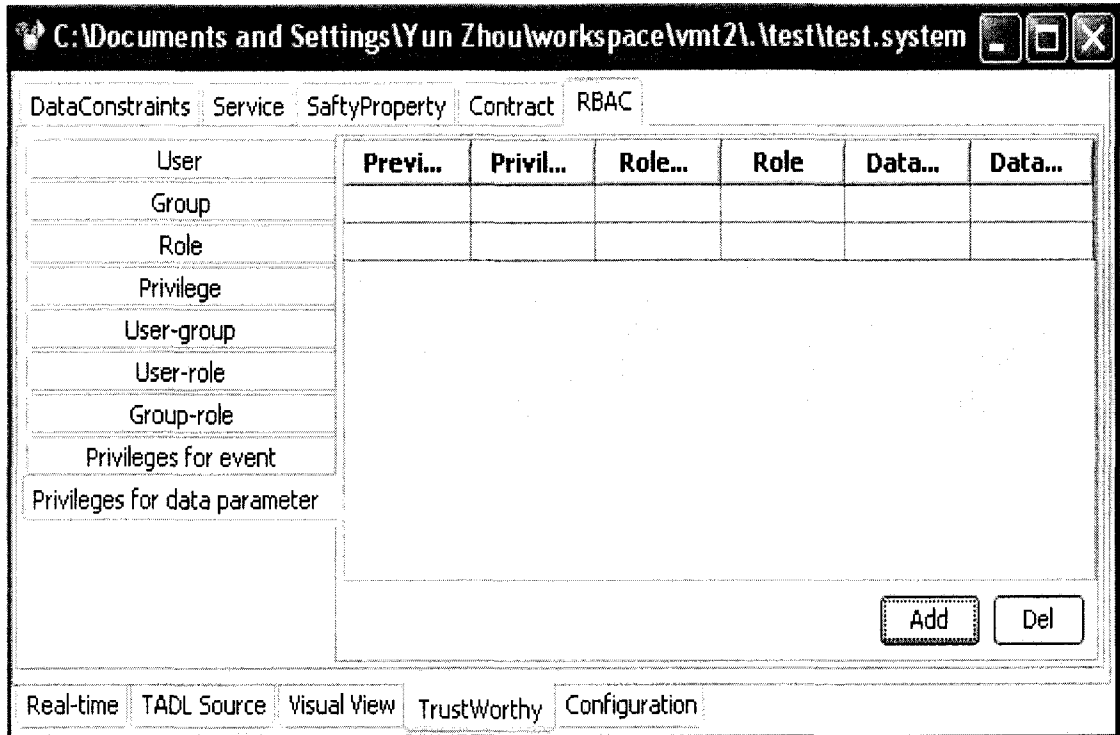 C:\Documents and Settings\Yun Zhou\workspace\vmt2\.\test\test.system
DataConstraints Service SaftyProperty Contract RBAC
User
Group
Role
Privilege
User-group
User-role
Group-role
Privileges for event
Privileges for data parameter
Previ... Privil... Role... Role Data... Data...
Add Del
Real-time TADL Source Visual View TrustWorthy Configuration